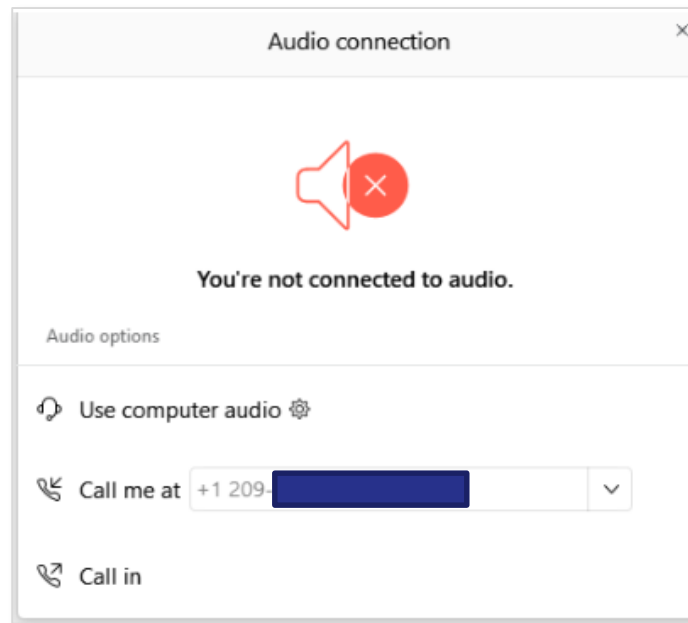 Audio connection
You're not connected to audio.
Audio options
Use computer audio
Call me at +1 209-
Call in